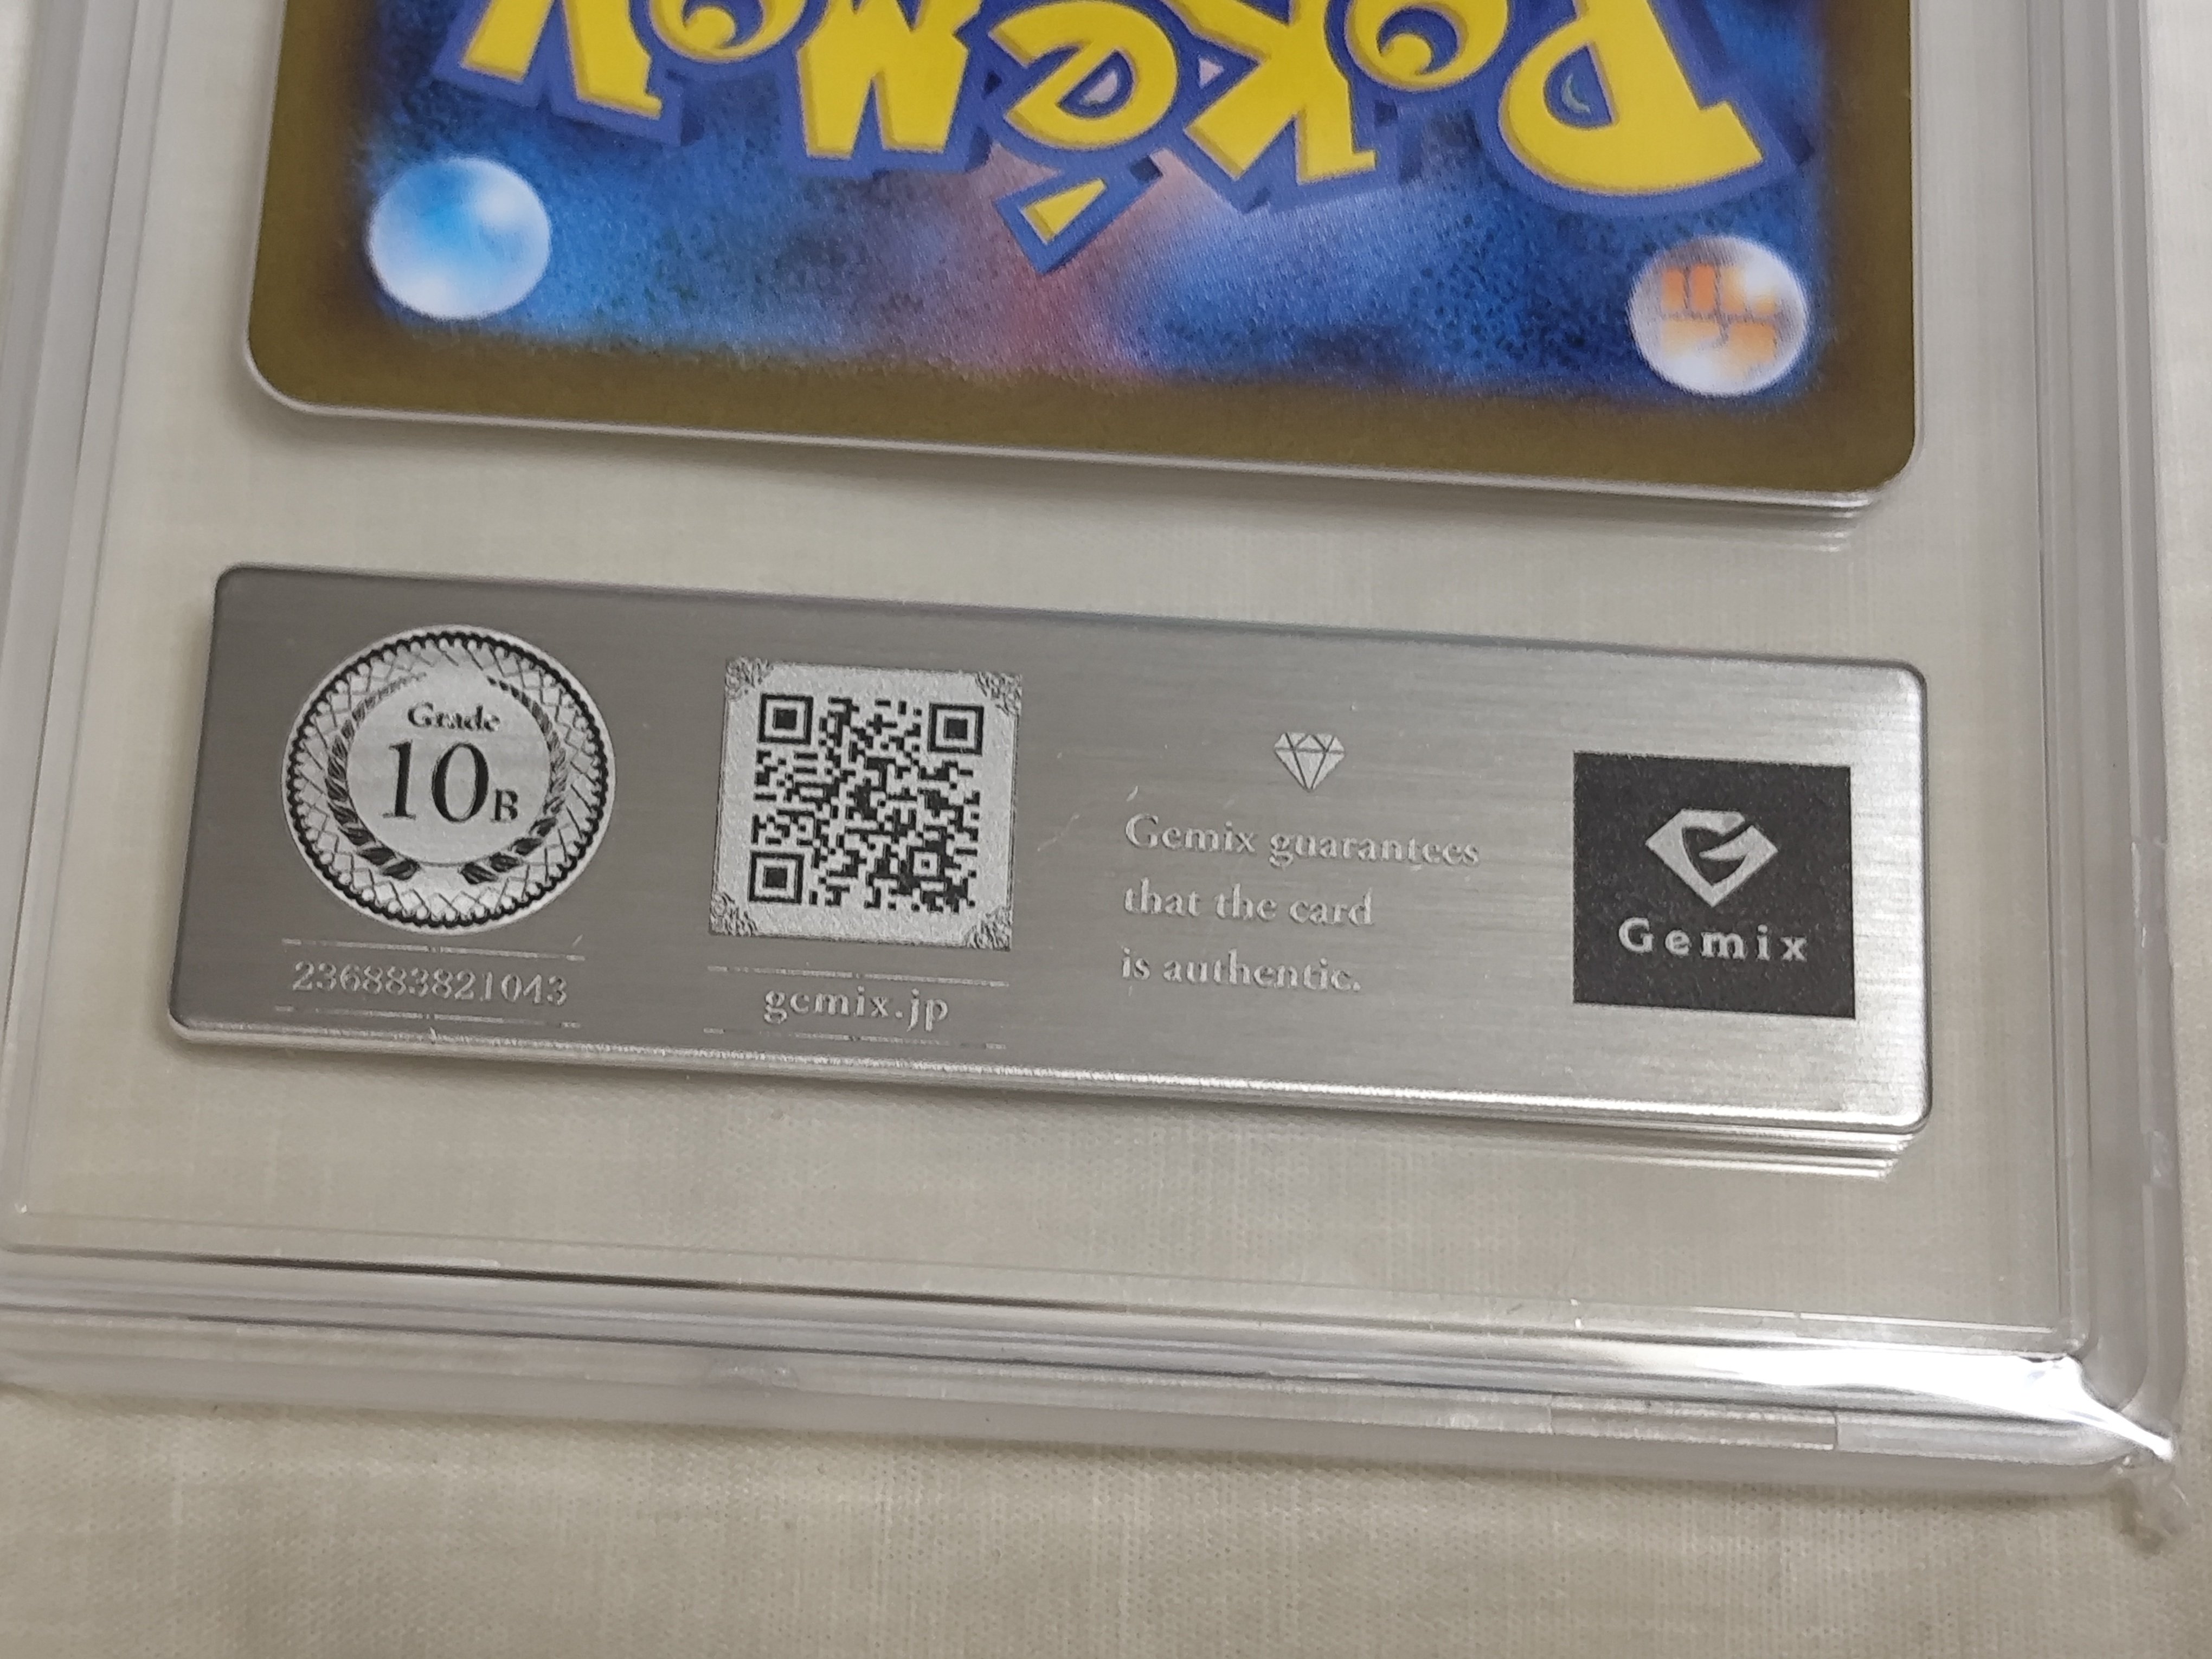 Pokémon
Grade
10B
236883821043
gemix.jp
Gemix guarantees
that the card
is authentic.
Gemix